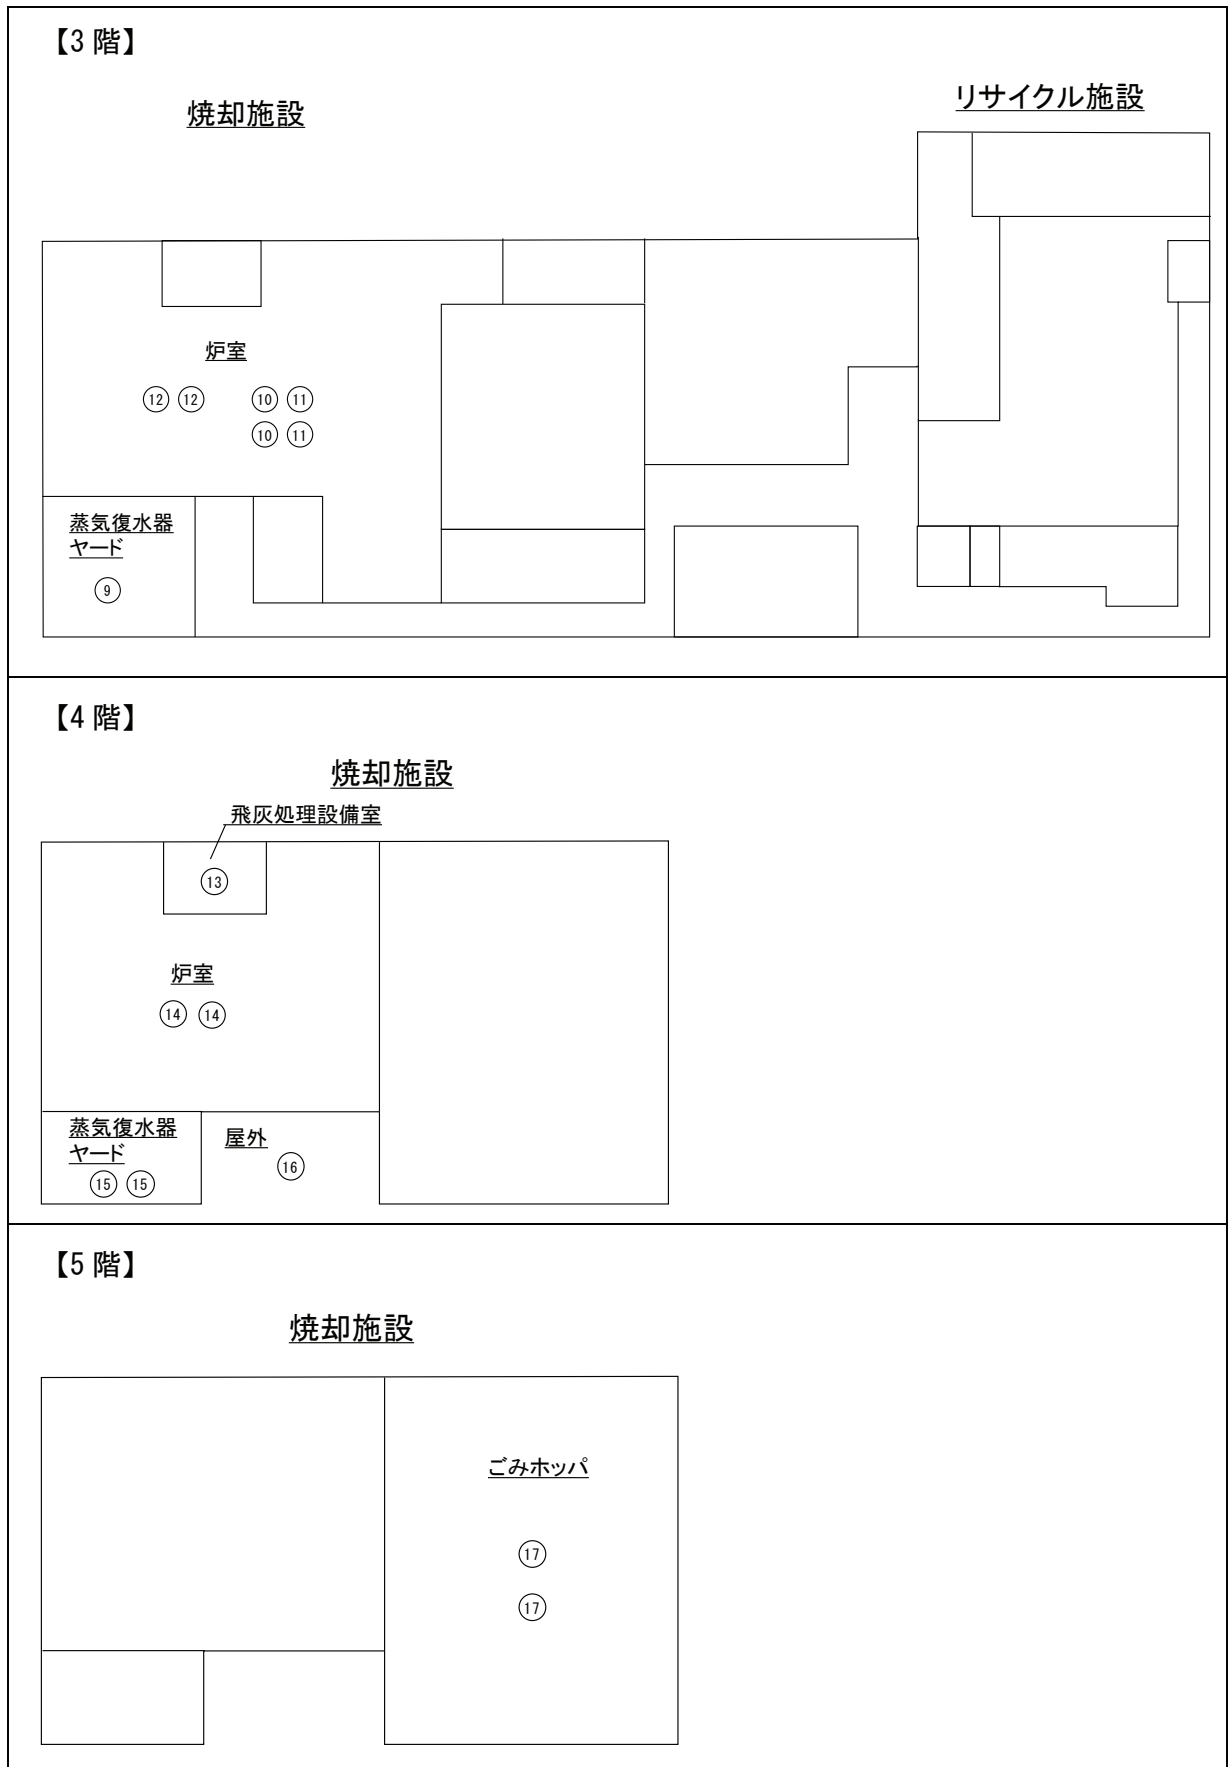 【3 階】
焼却施設
リサイクル施設
炉室
⑫ ⑫ ⑩ ⑪
⑩ ⑪
蒸気復水器
ヤード
⑨
【4 階】
焼却施設
飛灰処理設備室
⑬
炉室
⑭ ⑭
蒸気復水器
ヤード
⑮ ⑮
屋外
⑯
【5 階】
焼却施設
ごみホッパ
⑰
⑰